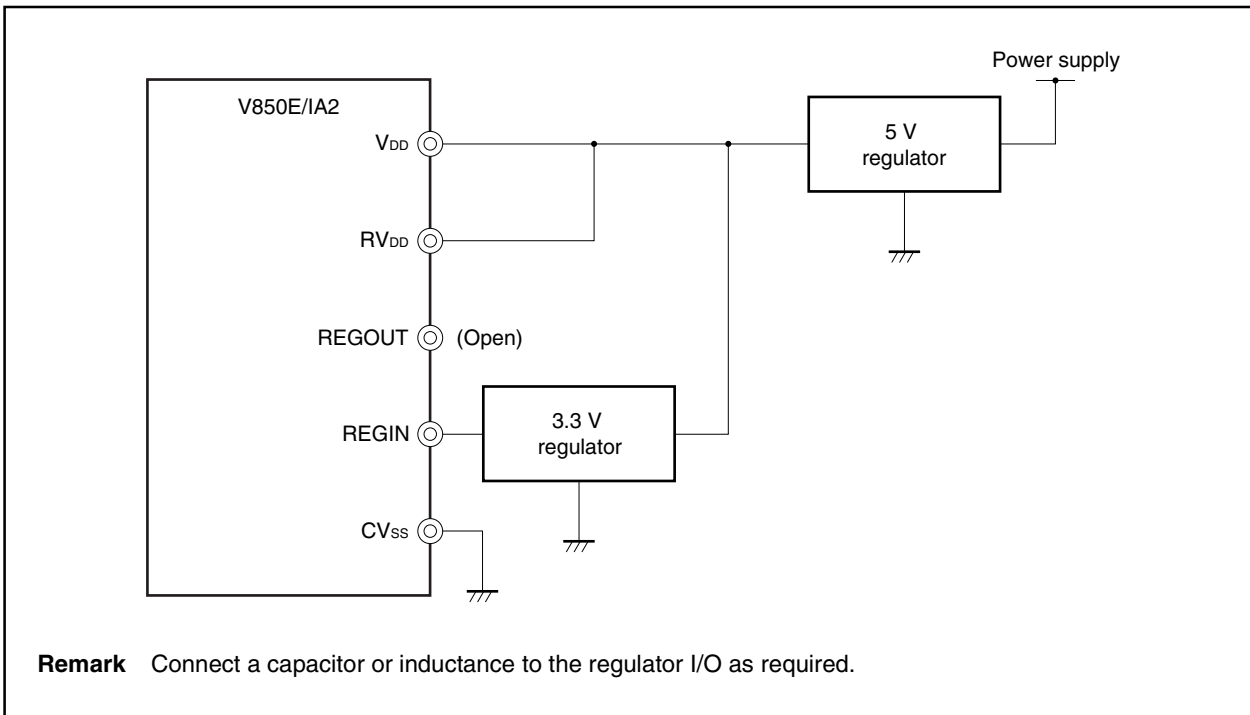 Power supply
V850E/IA2
5 V
regulator
VDD
RVDD
REGOUT (Open)
3.3 V
regulator
REGIN
CVSS
Remark Connect a capacitor or inductance to the regulator I/O as required.